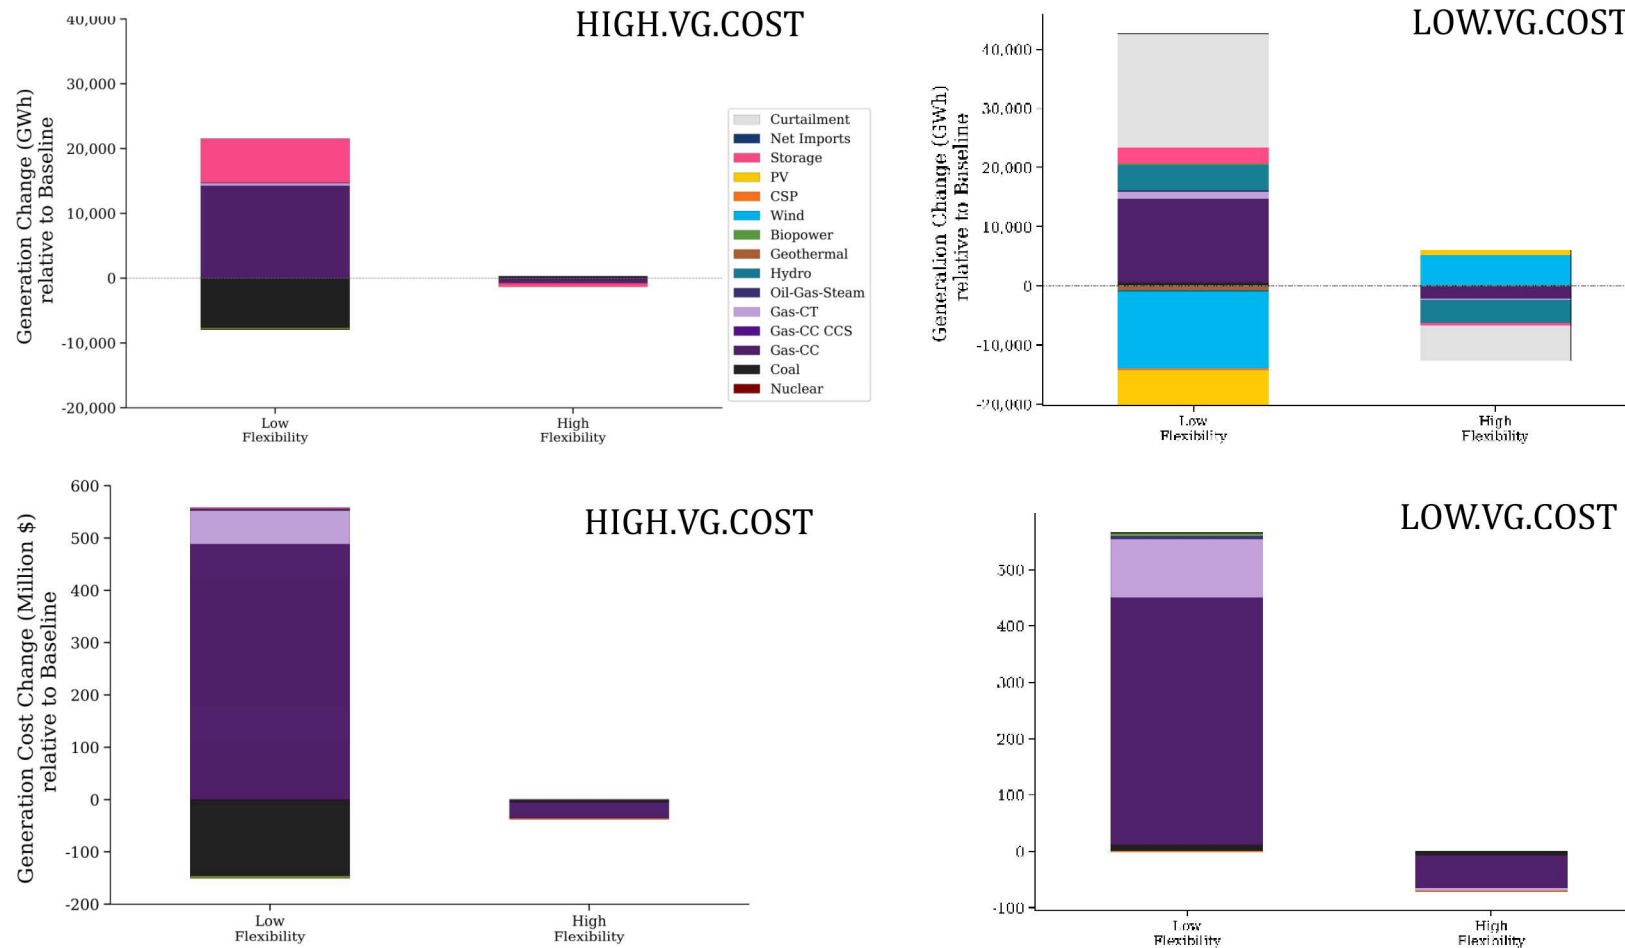 HIGH.VG.COST
40,000
30,000
20,000
10,000
0
-10,000
-20,000
Generation Change (GWh)
relative to Baseline
Low
Flexibility
High
Flexibility
Curtailment
Net Imports
Storage
PV
CSP
Wind
Biopower
Geothermal
Hydro
Oil-Gas-Steam
Gas-CT
Gas-CC CCS
Gas-CC
Coal
Nuclear
LOW.VG.COST
40,000
30,000
20,000
10,000
0
-10,000
-20,000
Generation Change (GWh)
relative to Baseline
Low
Flexibility
High
Flexibility
HIGH.VG.COST
600
500
400
300
200
100
0
-100
-200
Generation Cost Change (Million $)
relative to Baseline
Low
Flexibility
High
Flexibility
LOW.VG.COST
500
400
300
200
100
0
-100
Low
Flexibility
High
Flexibility